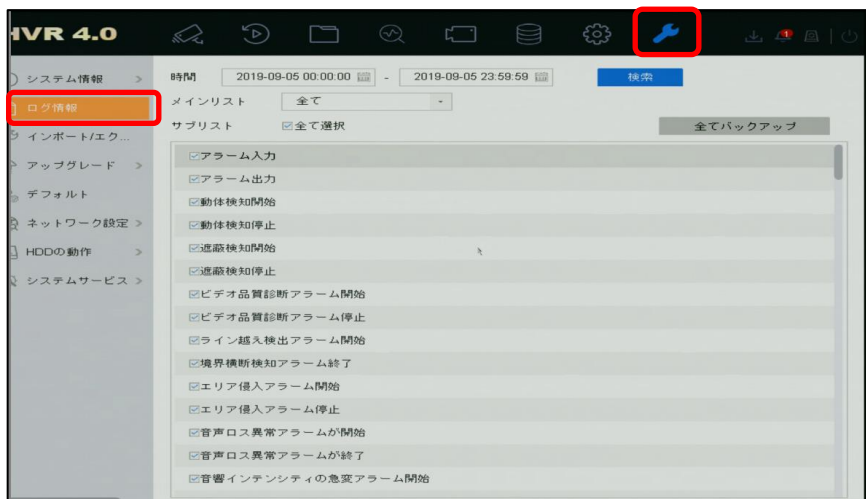 HVR 4.0
システム情報 >
ログ情報
インポート/エク...
アップグレード >
デフォルト
ネットワーク設定 >
HDDの動作 >
システムサービス >
時間 2019-09-05 00:00:00 - 2019-09-05 23:59:59 検索
メインリスト 全て
サブリスト 全て選択 全てバックアップ
アラーム入力
アラーム出力
動体検知開始
動体検知停止
遮蔽検知開始
遮蔽検知停止
ビデオ品質診断アラーム開始
ビデオ品質診断アラーム停止
ライン越え検出アラーム開始
境界横断検知アラーム終了
エリア侵入アラーム開始
エリア侵入アラーム停止
音声ロス異常アラームが開始
音声ロス異常アラームが終了
音響インテンシティの急変アラーム開始